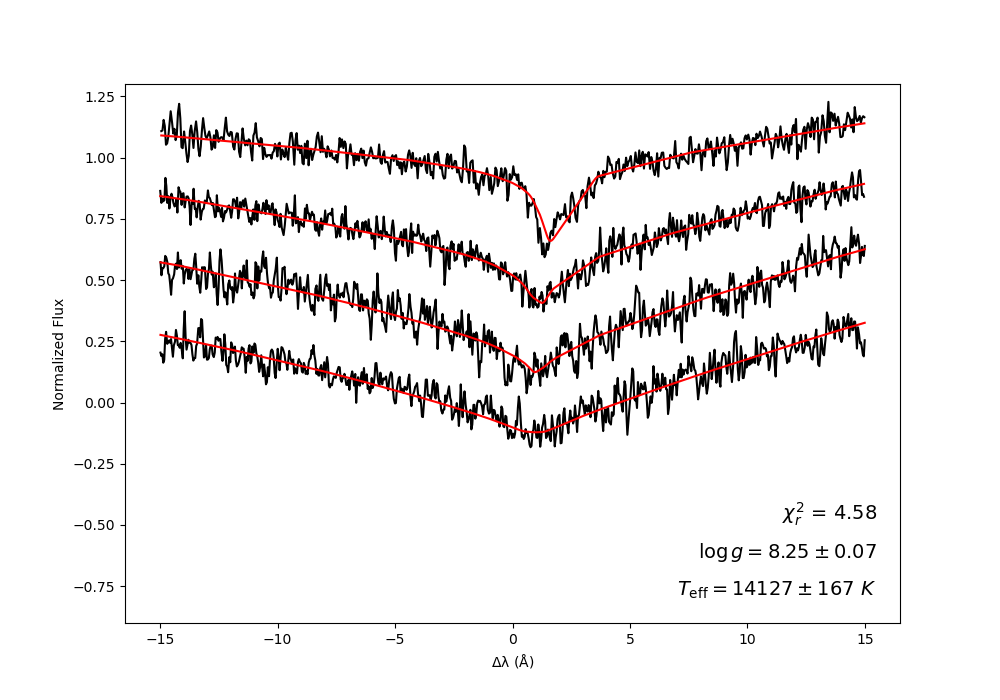 1.25
1.00
0.75
0.50
0.25
0.00
−0.25
−0.50
−0.75
Normalized Flux
χ²ᵣ = 4.58
log g = 8.25 ± 0.07
T_eff = 14127 ± 167 K
−15 −10 −5 0 5 10 15
Δλ (Å)